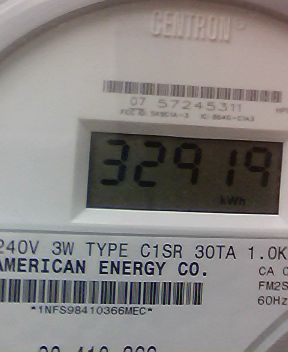 CENTRON®
07 57245311
32919
kWh
240V 3W TYPE C1SR 30TA 1.0K
AMERICAN ENERGY CO.
CA
FM2S
60Hz
*1NFS98410366MEC*